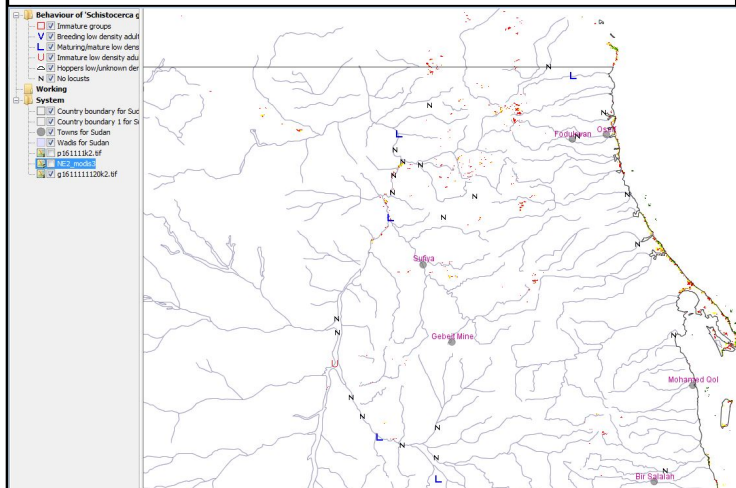 Behaviour of 'Schistocerca g
Immature groups
V Breeding low density adult
L Maturing/mature low dens
U Immature low density adu
Hoppers low/unknown der
N No locusts
Working
System
Country boundary for Sud
Country boundary 1 for Su
Towns for Sudan
Wadis for Sudan
p161111k2.tif
NE2_modis3
g1611111120k2.tif
N
L
N
N
L
Fodukwan
Oseif
N
N
N
N
N
N
N
L
N
N
Sufiya
N
N
Gebeit Mine
N
U
Mohamed Qol
N
N
N
L
N
N
L
N
Bir Salalah